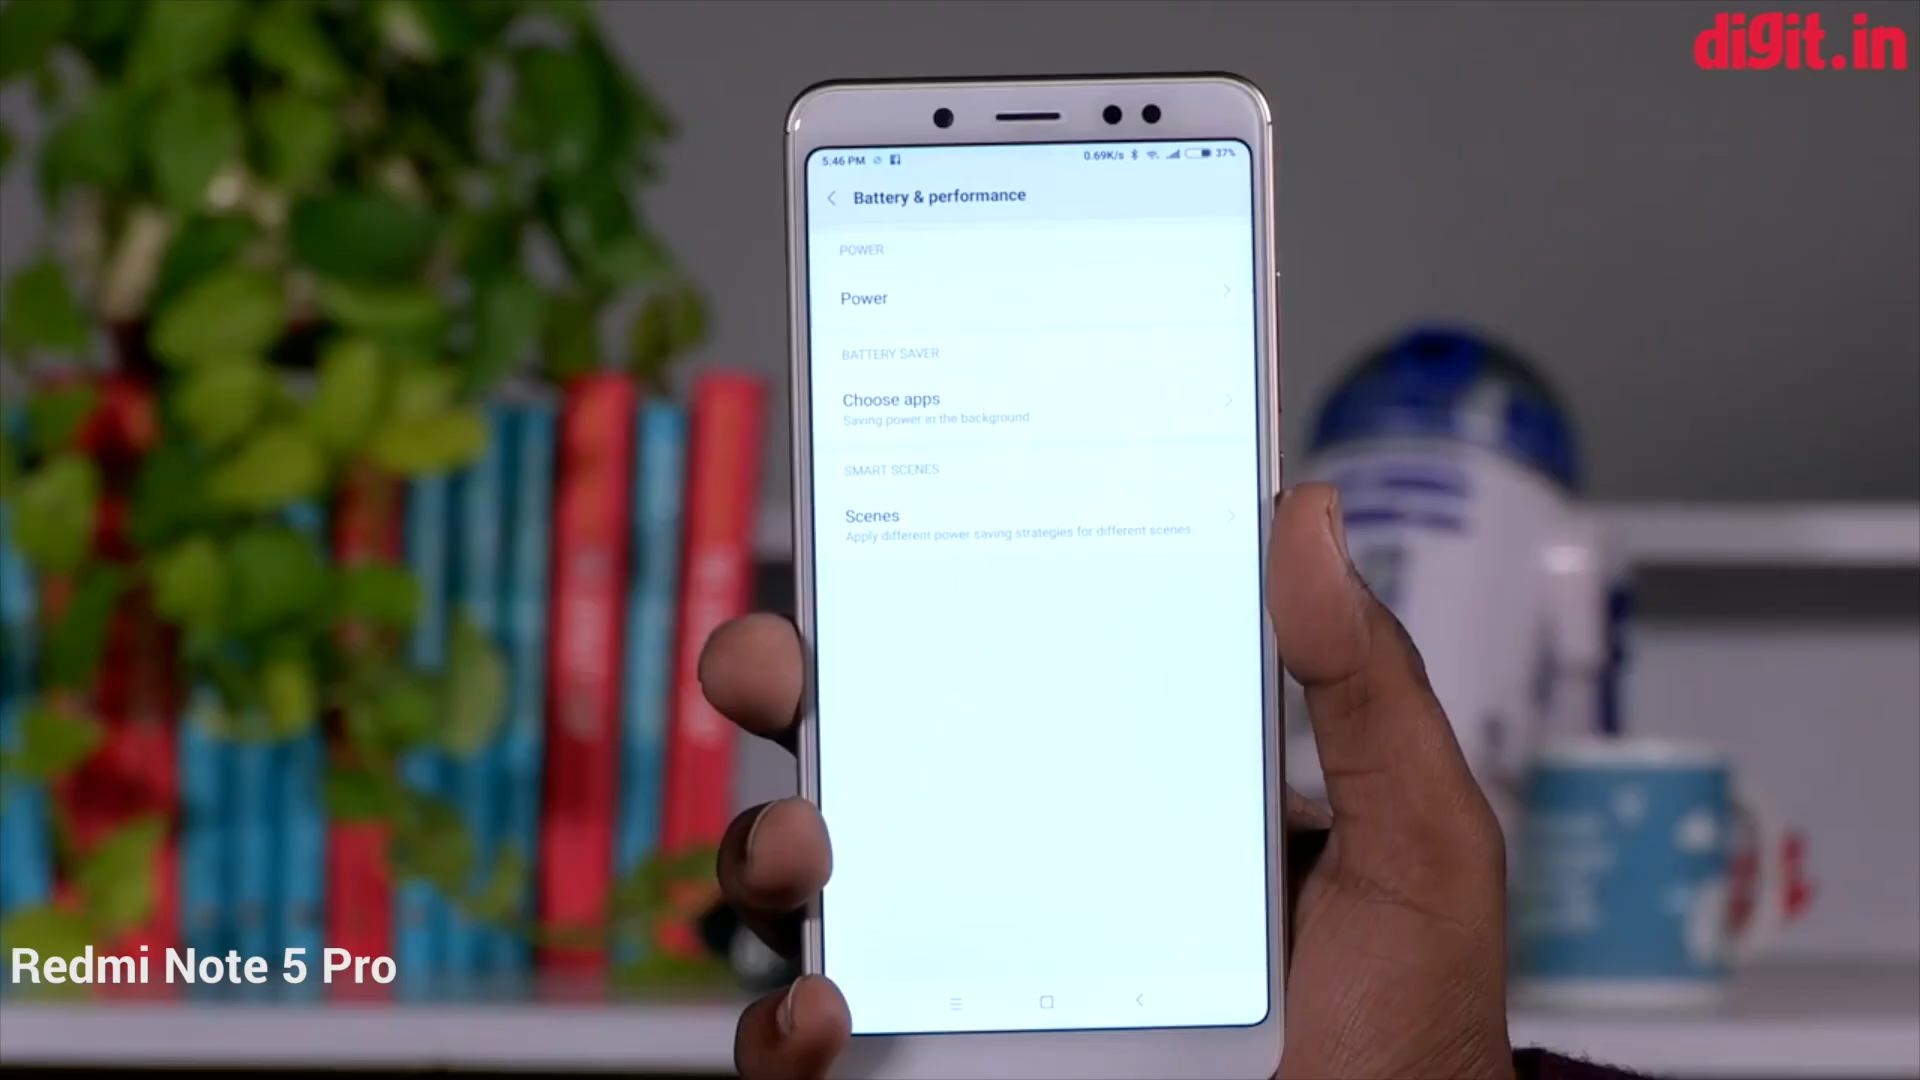 digit.in
5:46 PM 0.69K/s 37%
Battery & performance
POWER
Power
BATTERY SAVER
Choose apps
Saving power in the background
SMART SCENES
Scenes
Apply different power saving strategies for different scenes.
Redmi Note 5 Pro